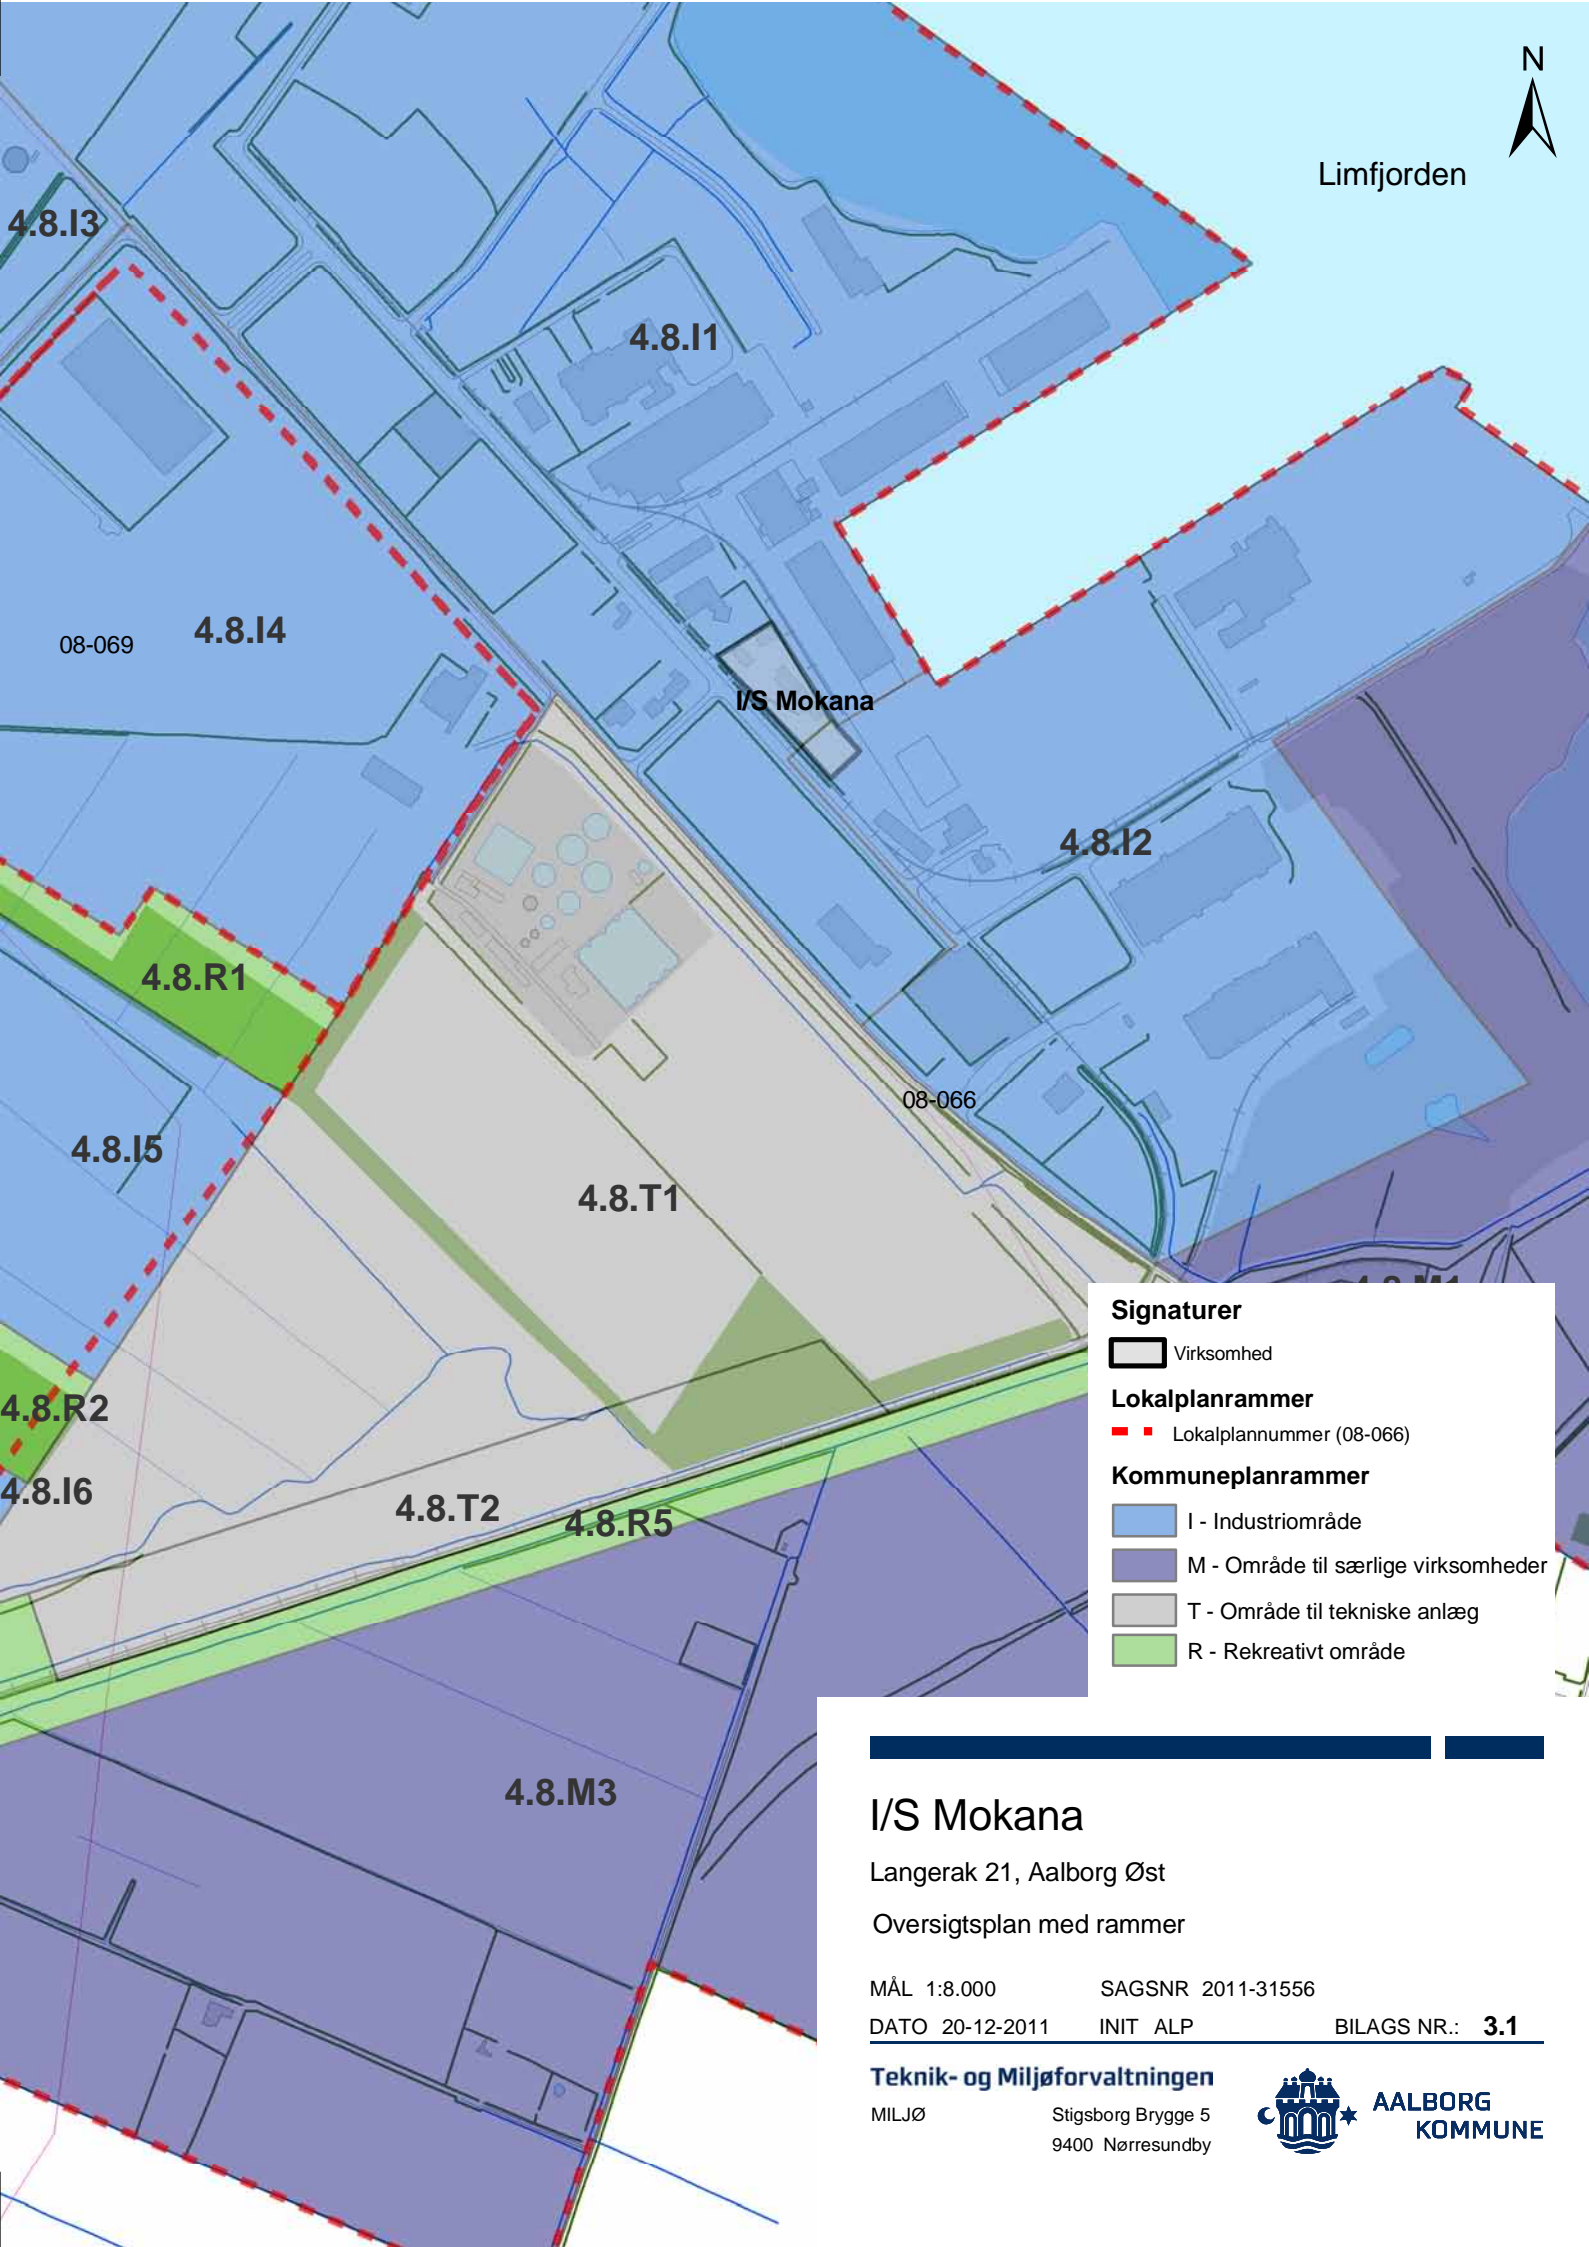 N
Limfjorden
4.8.I3
4.8.I1
08-069
4.8.I4
I/S Mokana
4.8.I2
4.8.R1
08-066
4.8.I5
4.8.T1
4.8.M1
4.8.R2
4.8.I6
4.8.T2
4.8.R5
4.8.M3
Signaturer
Virksomhed
Lokalplanrammer
Lokalplannummer (08-066)
Kommuneplanrammer
I - Industriområde
M - Område til særlige virksomheder
T - Område til tekniske anlæg
R - Rekreativt område
I/S Mokana
Langerak 21, Aalborg Øst
Oversigtsplan med rammer
MÅL 1:8.000 SAGSNR 2011-31556
DATO 20-12-2011 INIT ALP BILAGS NR.: 3.1
Teknik- og Miljøforvaltningen
MILJØ Stigsborg Brygge 5
9400 Nørresundby
AALBORG
KOMMUNE